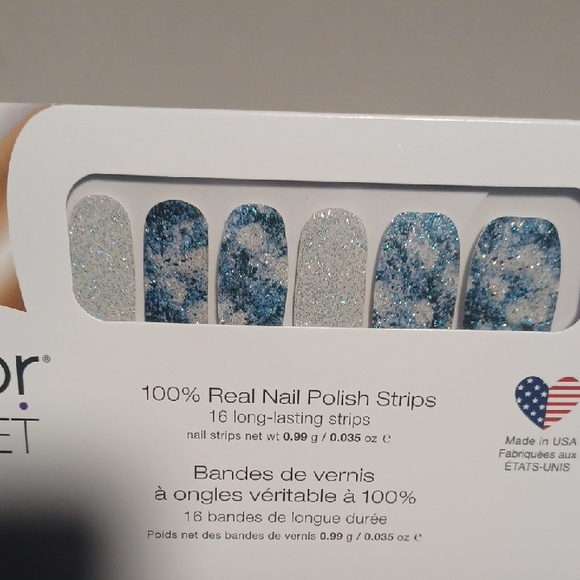 or®
ET
100% Real Nail Polish Strips
16 long-lasting strips
nail strips net wt 0.99 g / 0.035 oz ℮
Bandes de vernis
à ongles véritable à 100%
16 bandes de longue durée
Poids net des bandes de vernis 0.99 g / 0.035 oz ℮
Made in USA
Fabriquées aux
ÉTATS-UNIS